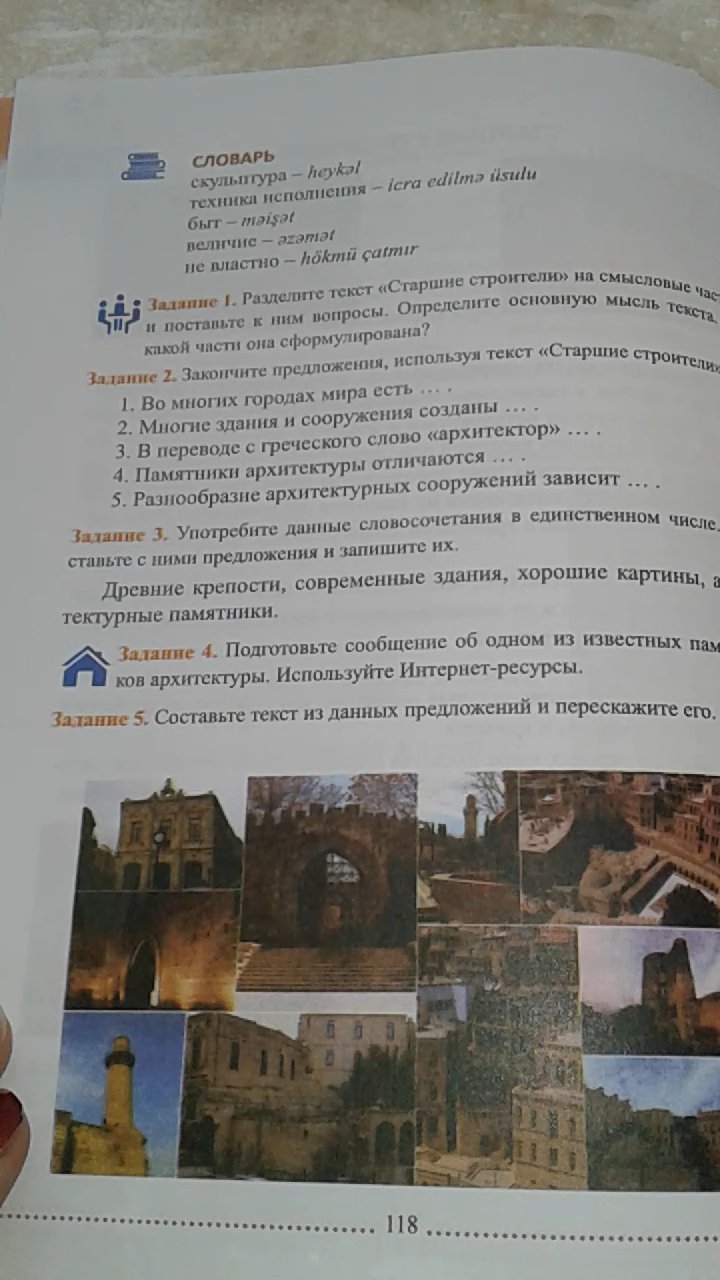 СЛОВАРЬ
скульптура – heykəl
техника исполнения – icra edilmə üsulu
быт – məişət
величие – əzəmət
не властно – hökmü çatmır
Задание 1. Разделите текст «Старшие строители» на смысловые час
и поставьте к ним вопросы. Определите основную мысль текста.
какой части она сформулирована?
Задание 2. Закончите предложения, используя текст «Старшие строители»
1. Во многих городах мира есть ... .
2. Многие здания и сооружения созданы ... .
3. В переводе с греческого слово «архитектор» ... .
4. Памятники архитектуры отличаются ... .
5. Разнообразие архитектурных сооружений зависит ... .
Задание 3. Употребите данные словосочетания в единственном числе.
ставьте с ними предложения и запишите их.
Древние крепости, современные здания, хорошие картины, а
тектурные памятники.
Задание 4. Подготовьте сообщение об одном из известных пам
ков архитектуры. Используйте Интернет-ресурсы.
Задание 5. Составьте текст из данных предложений и перескажите его.
118